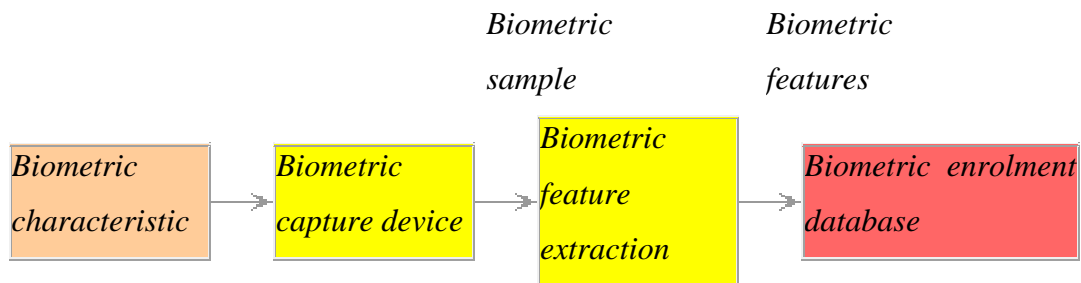 Biometric
sample
Biometric
features
Biometric
characteristic
Biometric
capture device
Biometric
feature
extraction
Biometric enrolment
database